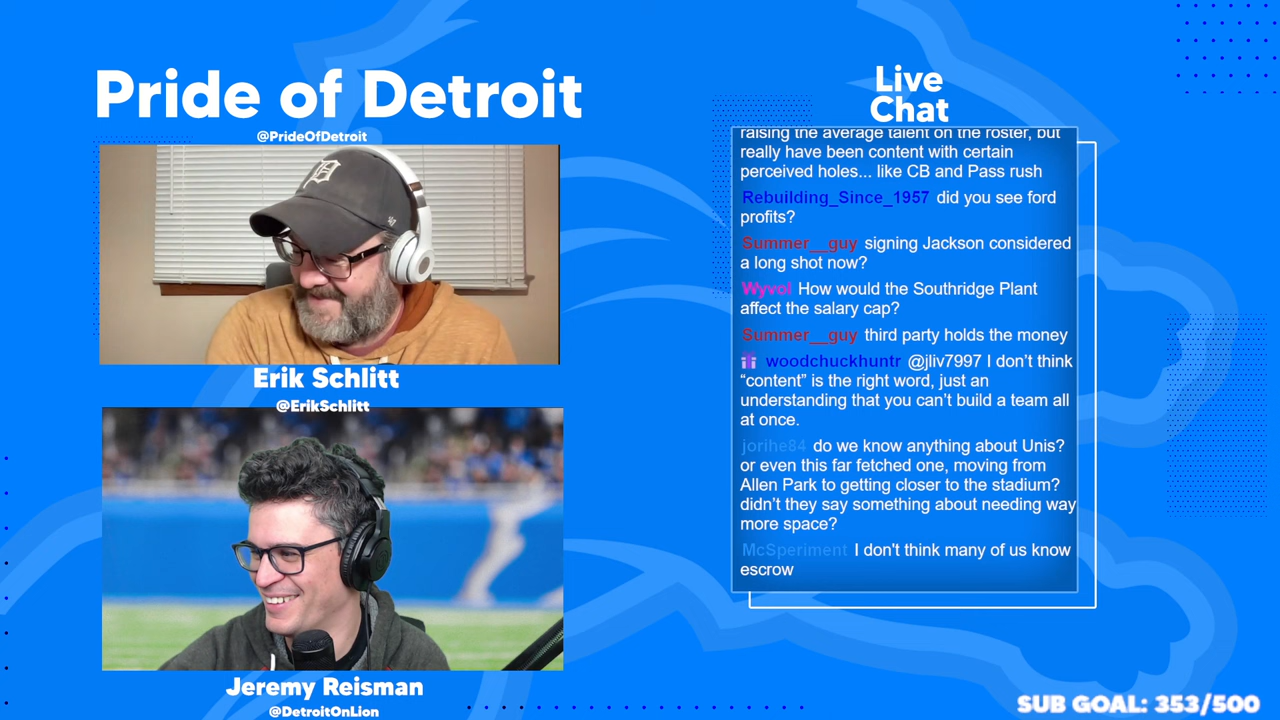 Pride of Detroit
@PrideOfDetroit
D
Erik Schlitt
@ErikSchlitt
Jeremy Reisman
@DetroitOnLion
Live
Chat
raising the average talent on the roster, but
really have been content with certain
perceived holes... like CB and Pass rush
Rebuilding_Since_1957 did you see ford
profits?
Summer__guy signing Jackson considered
a long shot now?
Wyvol How would the Southridge Plant
affect the salary cap?
Summer__guy third party holds the money
woodchuckhuntr @jliv7997 I don’t think
“content” is the right word, just an
understanding that you can’t build a team all
at once.
jorihe84 do we know anything about Unis?
or even this far fetched one, moving from
Allen Park to getting closer to the stadium?
didn’t they say something about needing way
more space?
McSperiment I don't think many of us know
escrow
SUB GOAL: 353/500